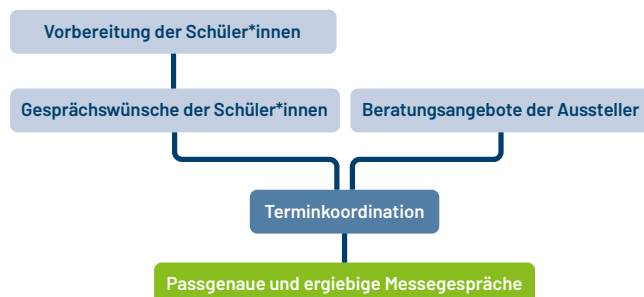 Vorbereitung der Schüler*innen
Gesprächswünsche der Schüler*innen
Beratungsangebote der Aussteller
Terminkoordination
Passgenaue und ergiebige Messegespräche